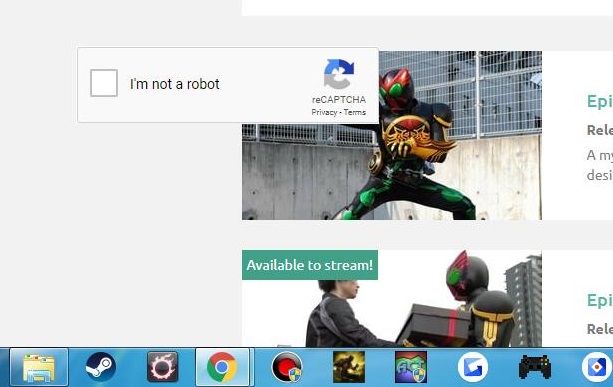 I'm not a robot
reCAPTCHA
Privacy - Terms
Epi
Rele
A my
desi
Available to stream!
Epi
Rele